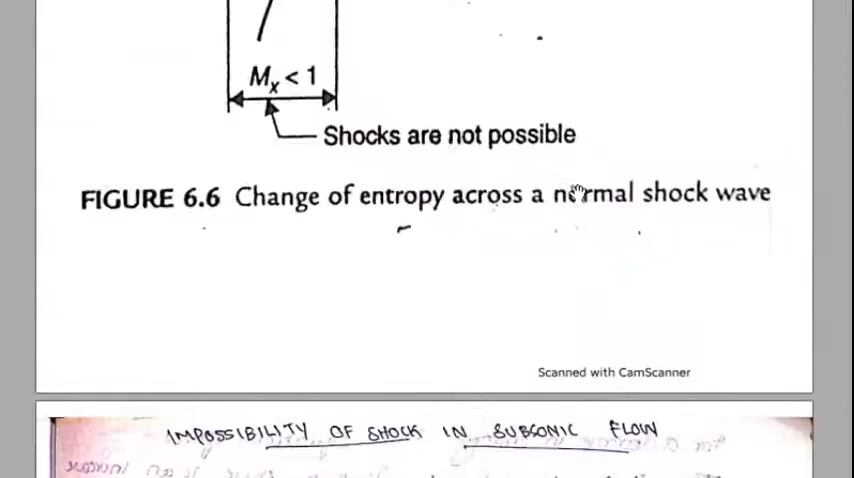 Mx < 1
Shocks are not possible
FIGURE 6.6 Change of entropy across a normal shock wave
Scanned with CamScanner
IMPOSSIBILITY OF SHOCK IN SUBSONIC FLOW